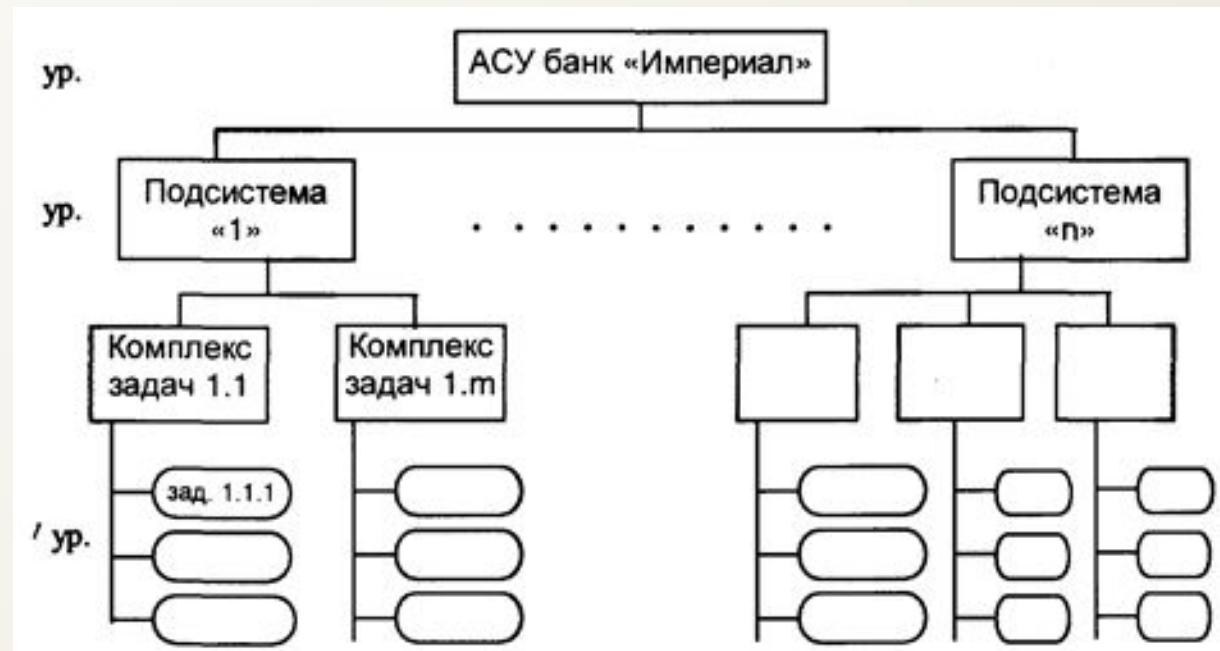 ур.
АСУ банк «Империал»
ур.
Подсистема
«1»
. . . . . . . . . . .
Подсистема
«n»
Комплекс
задач 1.1
Комплекс
задач 1.m
зад. 1.1.1
ур.